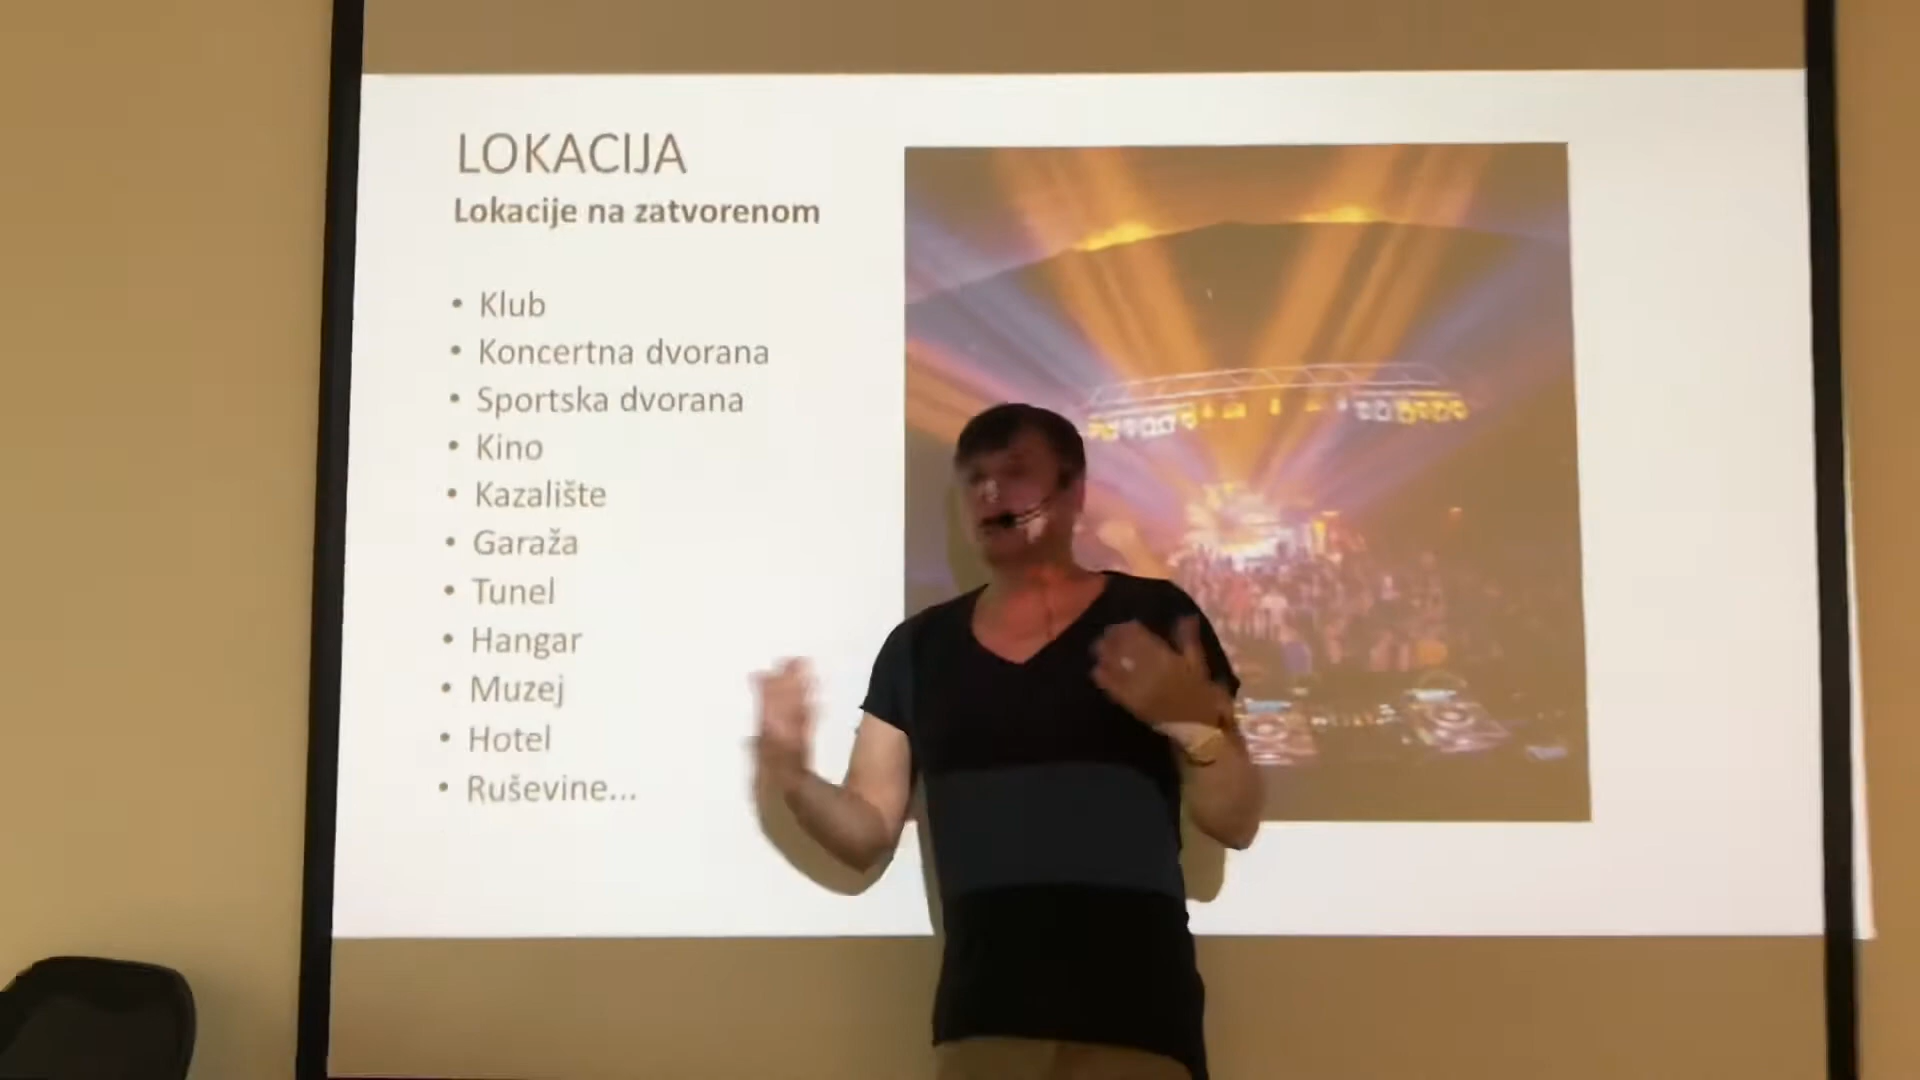 LOKACIJA
Lokacije na zatvorenom
• Klub
• Koncertna dvorana
• Sportska dvorana
• Kino
• Kazalište
• Garaža
• Tunel
• Hangar
• Muzej
• Hotel
• Ruševine...